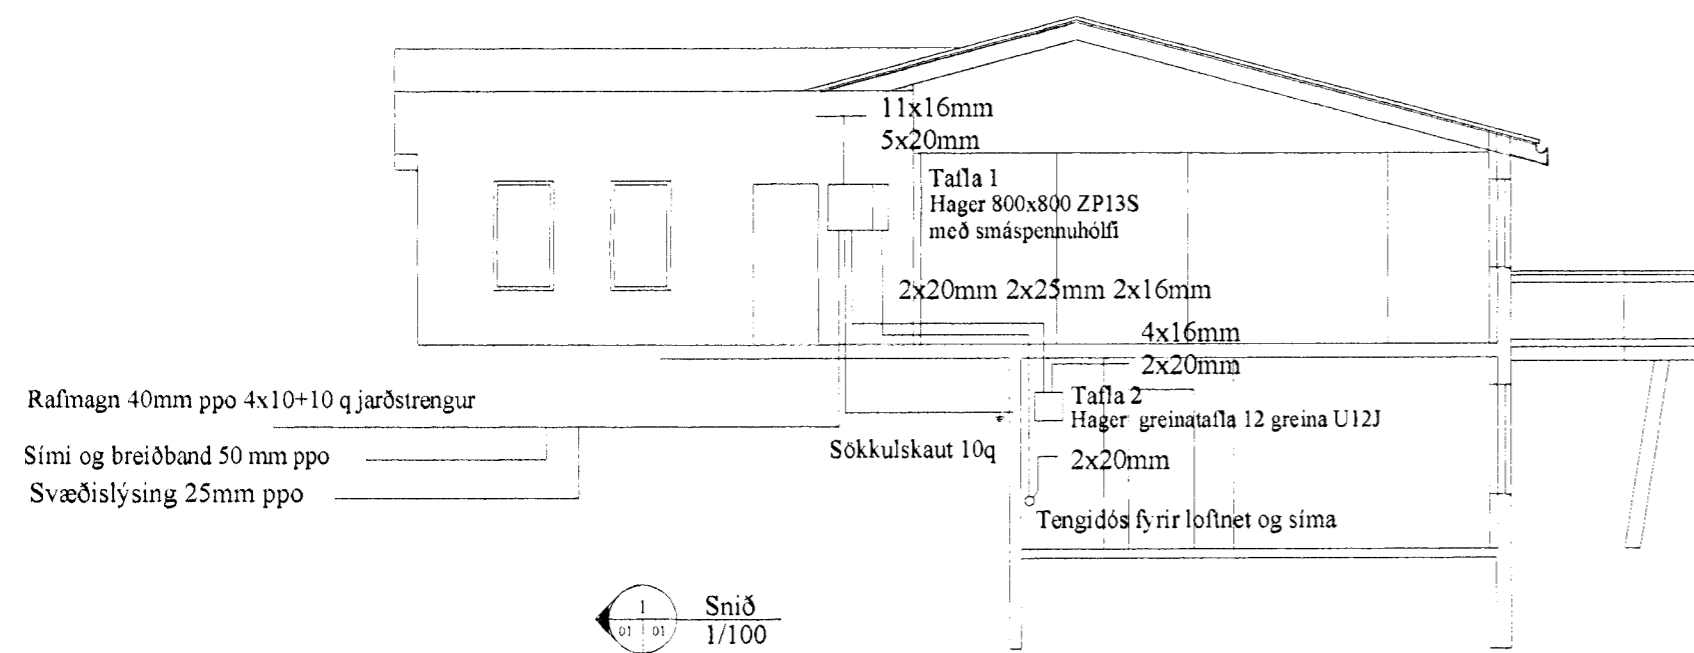 11x16mm
5x20mm
Tafla 1
Hager 800x800 ZP13S
með smáspennuhólfi
2x20mm 2x25mm 2x16mm
4x16mm
2x20mm
Rafmagn 40mm ppo 4x10+10 q jarðstrengur
Tafla 2
Hager greinatafla 12 greina U12J
Sími og breiðband 50 mm ppo
Sökkulskaut 10q
2x20mm
Svæðislýsing 25mm ppo
Tengidós fyrir loftnet og síma
1
01 01
Snið
1/100